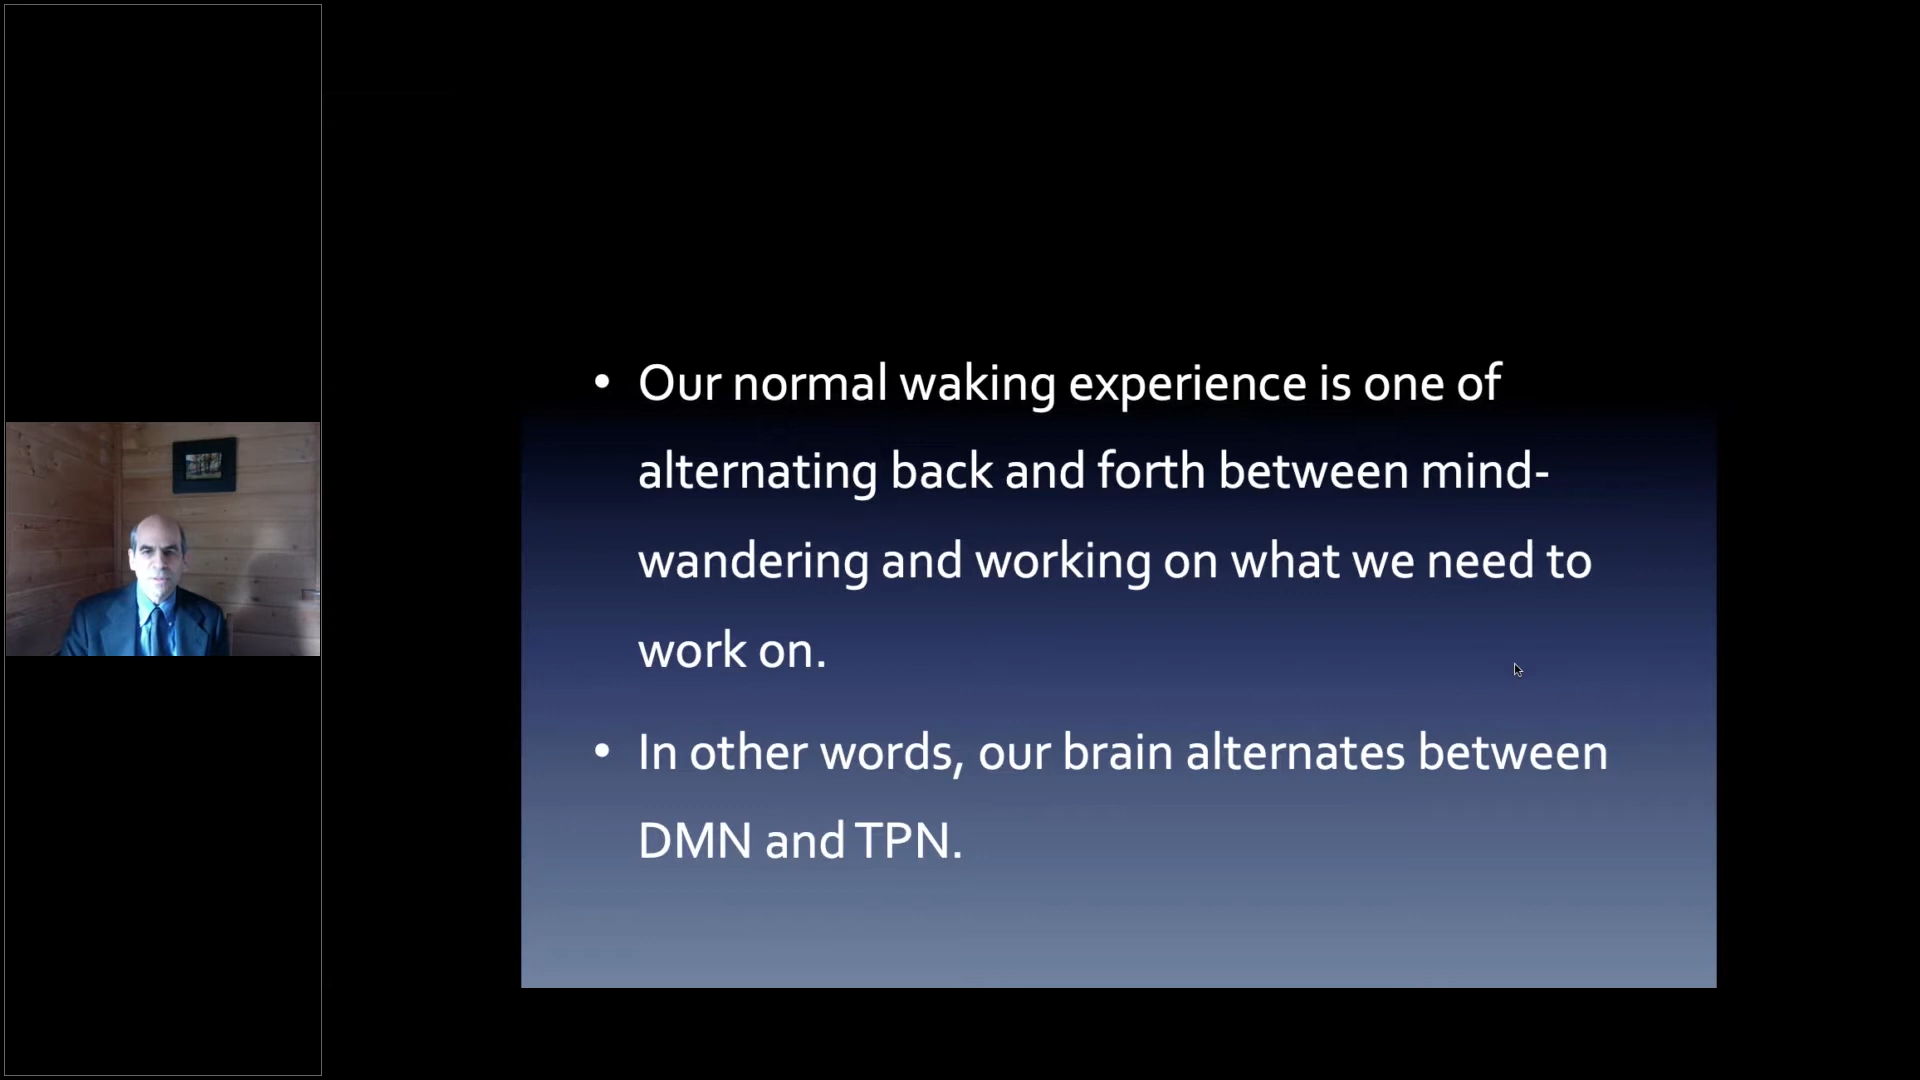 • Our normal waking experience is one of
alternating back and forth between mind-
wandering and working on what we need to
work on.
• In other words, our brain alternates between
DMN and TPN.